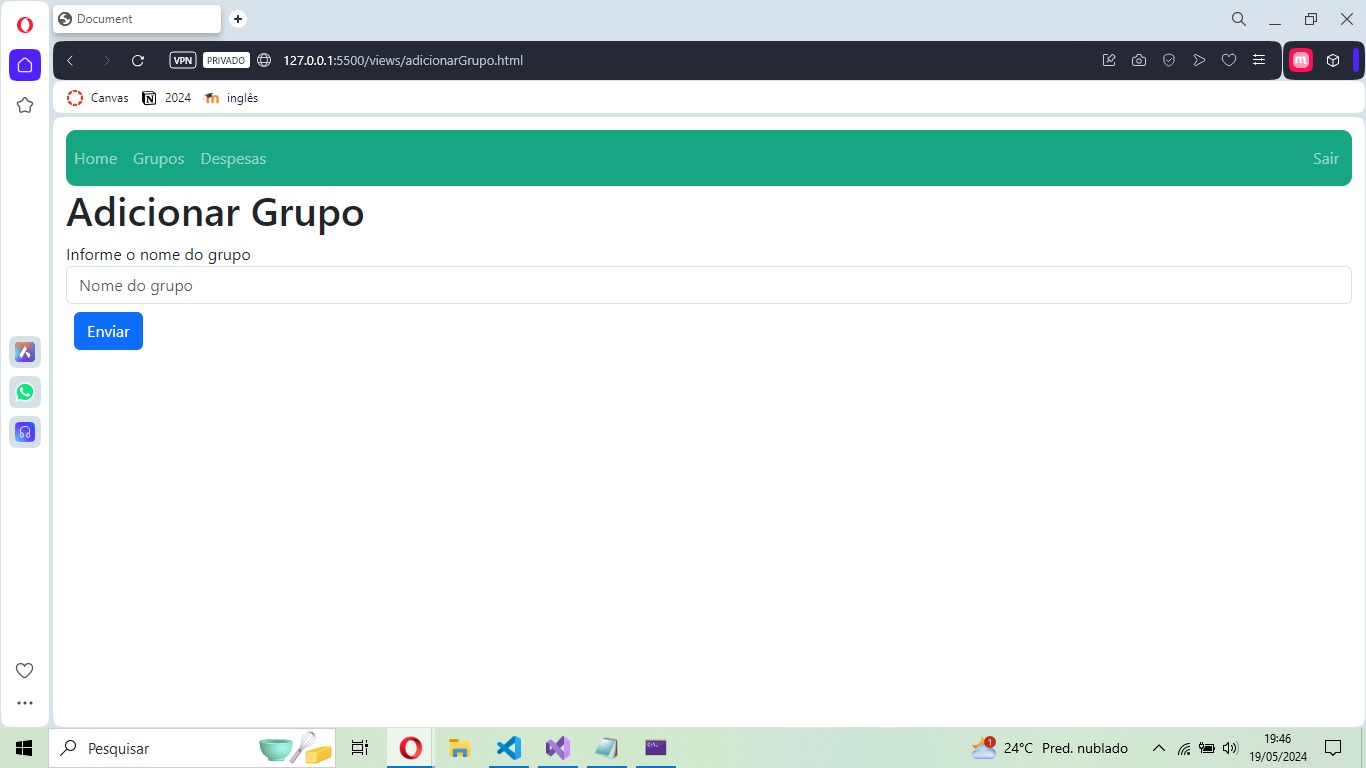 Document
VPN PRIVADO 127.0.0.1:5500/views/adicionarGrupo.html
Canvas 2024 inglês
Home Grupos Despesas Sair
Adicionar Grupo
Informe o nome do grupo
Nome do grupo
Enviar
Pesquisar
1
24°C Pred. nublado
19:46
19/05/2024